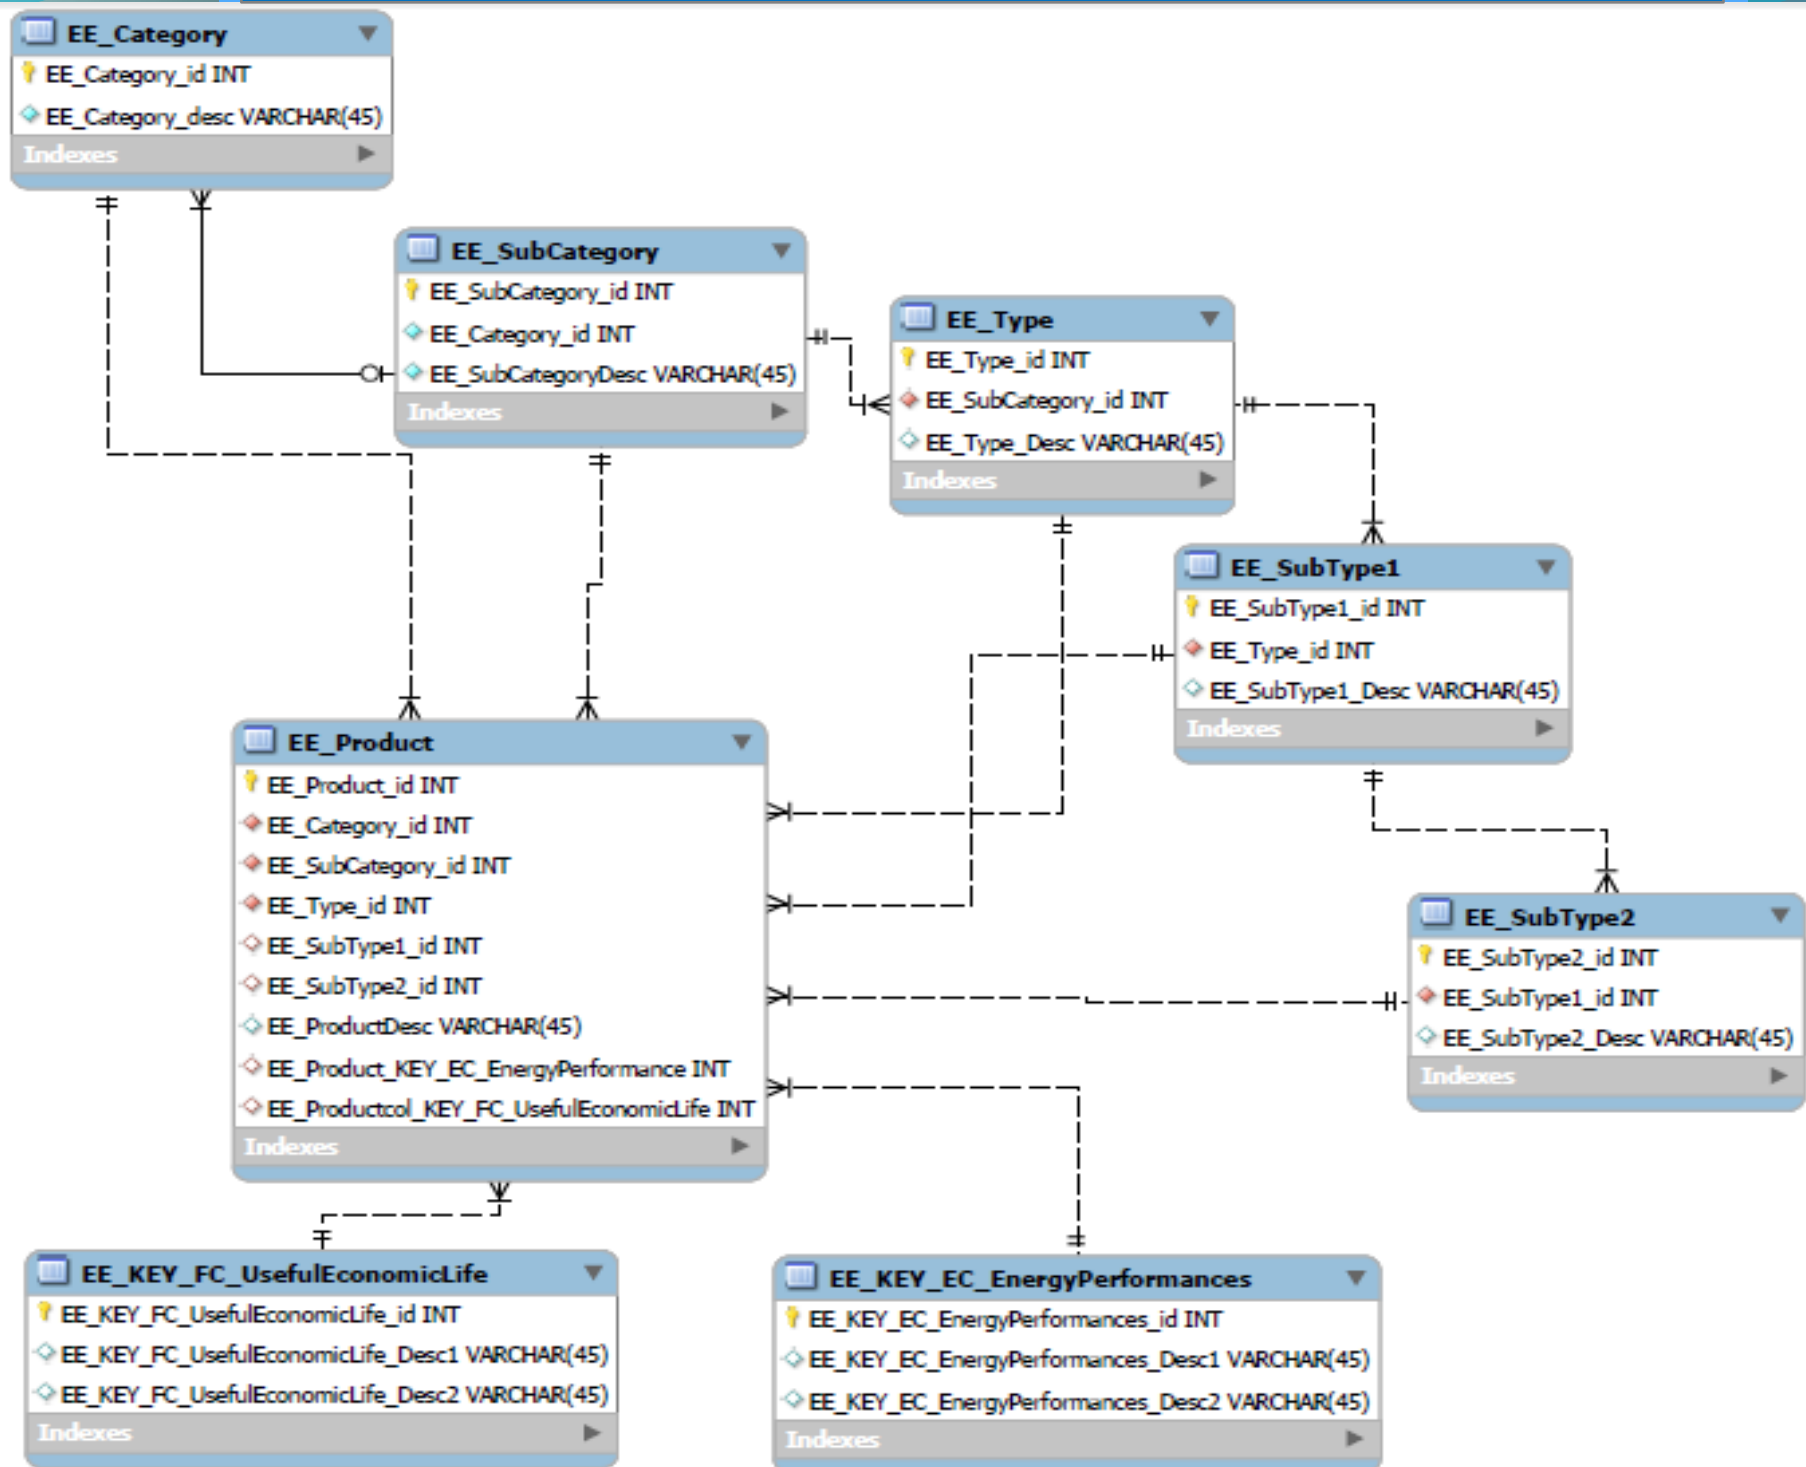 EE_Category
EE_Category_id INT
EE_Category_desc VARCHAR(45)
Indexes
EE_SubCategory
EE_SubCategory_id INT
EE_Category_id INT
EE_SubCategoryDesc VARCHAR(45)
Indexes
EE_Type
EE_Type_id INT
EE_SubCategory_id INT
EE_Type_Desc VARCHAR(45)
Indexes
EE_SubType1
EE_SubType1_id INT
EE_Type_id INT
EE_SubType1_Desc VARCHAR(45)
Indexes
EE_Product
EE_Product_id INT
EE_Category_id INT
EE_SubCategory_id INT
EE_Type_id INT
EE_SubType1_id INT
EE_SubType2_id INT
EE_ProductDesc VARCHAR(45)
EE_Product_KEY_EC_EnergyPerformance INT
EE_Productcol_KEY_FC_UsefulEconomicLife INT
Indexes
EE_SubType2
EE_SubType2_id INT
EE_SubType1_id INT
EE_SubType2_Desc VARCHAR(45)
Indexes
EE_KEY_FC_UsefulEconomicLife
EE_KEY_FC_UsefulEconomicLife_id INT
EE_KEY_FC_UsefulEconomicLife_Desc1 VARCHAR(45)
EE_KEY_FC_UsefulEconomicLife_Desc2 VARCHAR(45)
Indexes
EE_KEY_EC_EnergyPerformances
EE_KEY_EC_EnergyPerformances_id INT
EE_KEY_EC_EnergyPerformances_Desc1 VARCHAR(45)
EE_KEY_EC_EnergyPerformances_Desc2 VARCHAR(45)
Indexes